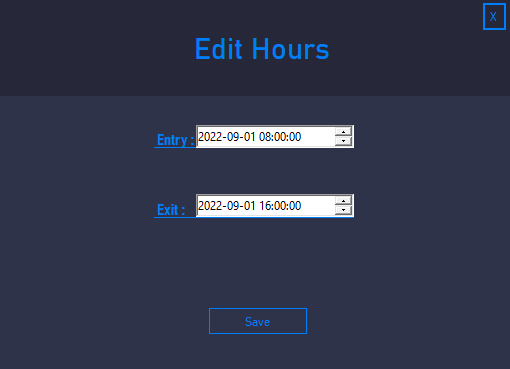 X
Edit Hours
Entry : 2022-09-01 08:00:00
Exit : 2022-09-01 16:00:00
Save